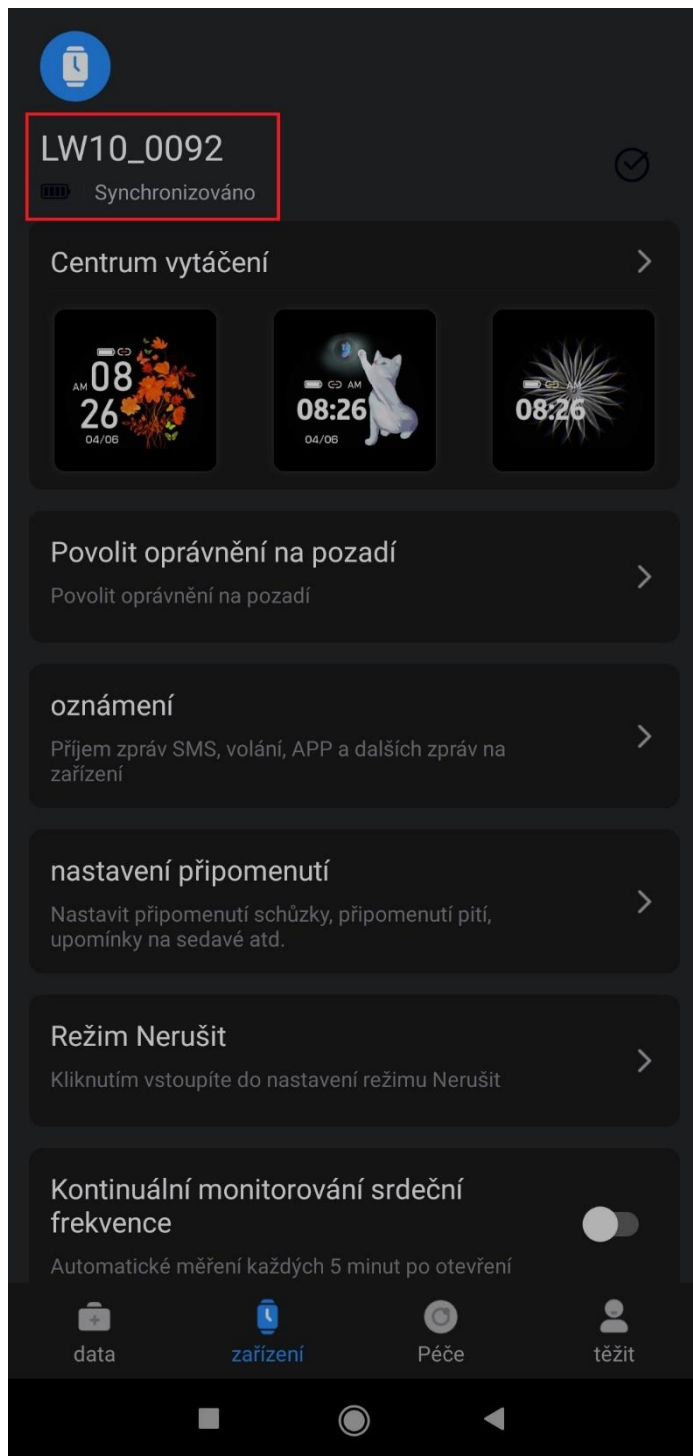 LW10_0092
Synchronizováno
Centrum vytáčení
AM 08
26
04/06
AM
08:26
04/06
AM
08:26
Povolit oprávnění na pozadí
Povolit oprávnění na pozadí
oznámení
Příjem zpráv SMS, volání, APP a dalších zpráv na
zařízení
nastavení připomenutí
Nastavit připomenutí schůzky, připomenutí pití,
upomínky na sedavé atd.
Režim Nerušit
Kliknutím vstoupíte do nastavení režimu Nerušit
Kontinuální monitorování srdeční
frekvence
Automatické měření každých 5 minut po otevření
data
zařízení
Péče
těžit